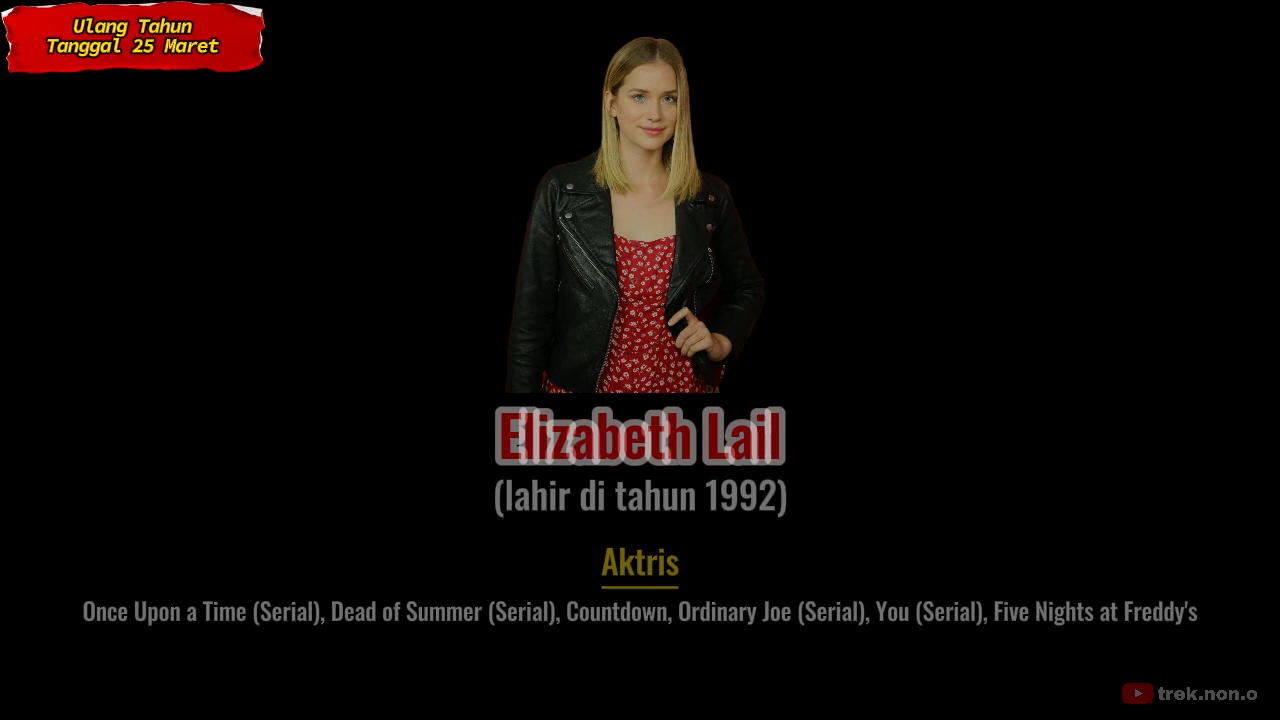 Ulang Tahun
Tanggal 25 Maret
Elizabeth Lail
(lahir di tahun 1992)
Aktris
Once Upon a Time (Serial), Dead of Summer (Serial), Countdown, Ordinary Joe (Serial), You (Serial), Five Nights at Freddy's
trek.non.o